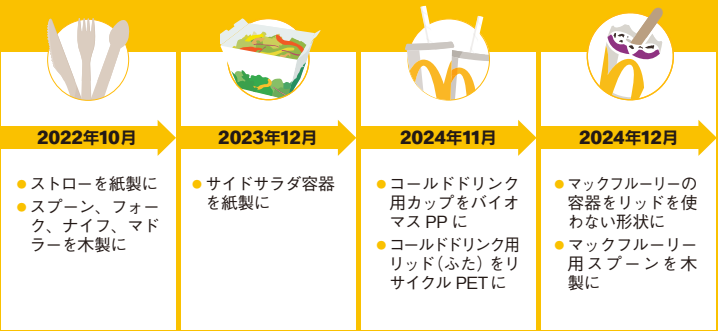 2022年10月
● ストローを紙製に
● スプーン、フォー
ク、ナイフ、マド
ラーを木製に
2023年12月
● サイドサラダ容器
を紙製に
2024年11月
● コールドドリンク
用カップをバイオ
マスPPに
● コールドドリンク用
リッド（ふた）をリ
サイクルPETに
2024年12月
● マックフルーリーの
容器をリッドを使
わない形状に
● マックフルーリー
用スプーンを木
製に